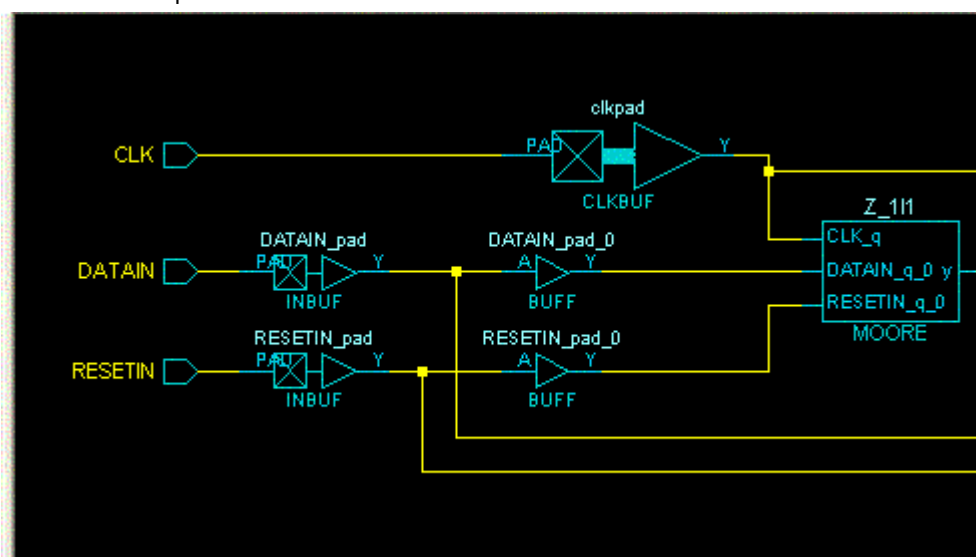 clkpad
CLK PAD Y
CLKBUF
Z_1I1
CLK_q
DATAIN_pad DATAIN_pad_0
DATAIN PAD Y A Y DATAIN_q_0 y
INBUF BUFF
RESETIN_q_0
RESETIN_pad RESETIN_pad_0 MOORE
RESETIN PAD Y A Y
INBUF BUFF